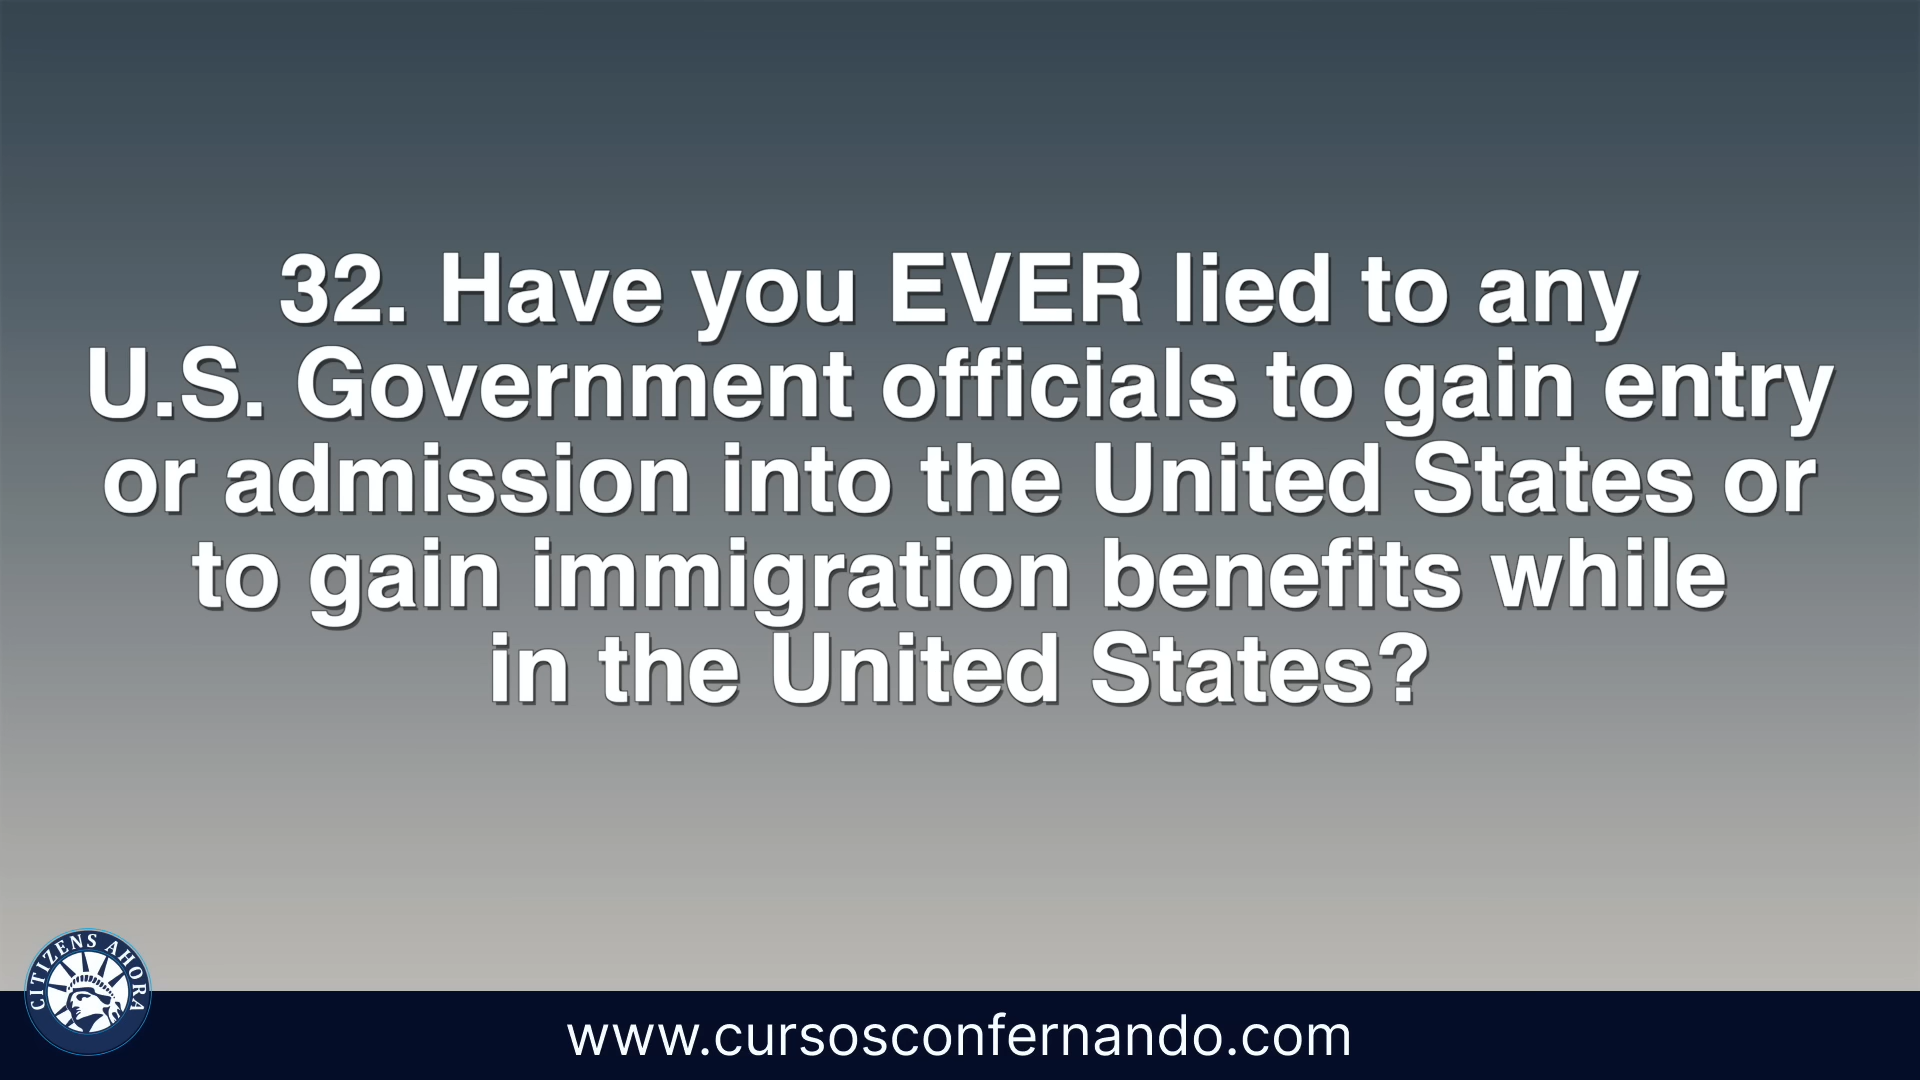 32. Have you EVER lied to any
U.S. Government officials to gain entry
or admission into the United States or
to gain immigration benefits while
in the United States?
CITIZENS AHORA
www.cursosconfernando.com